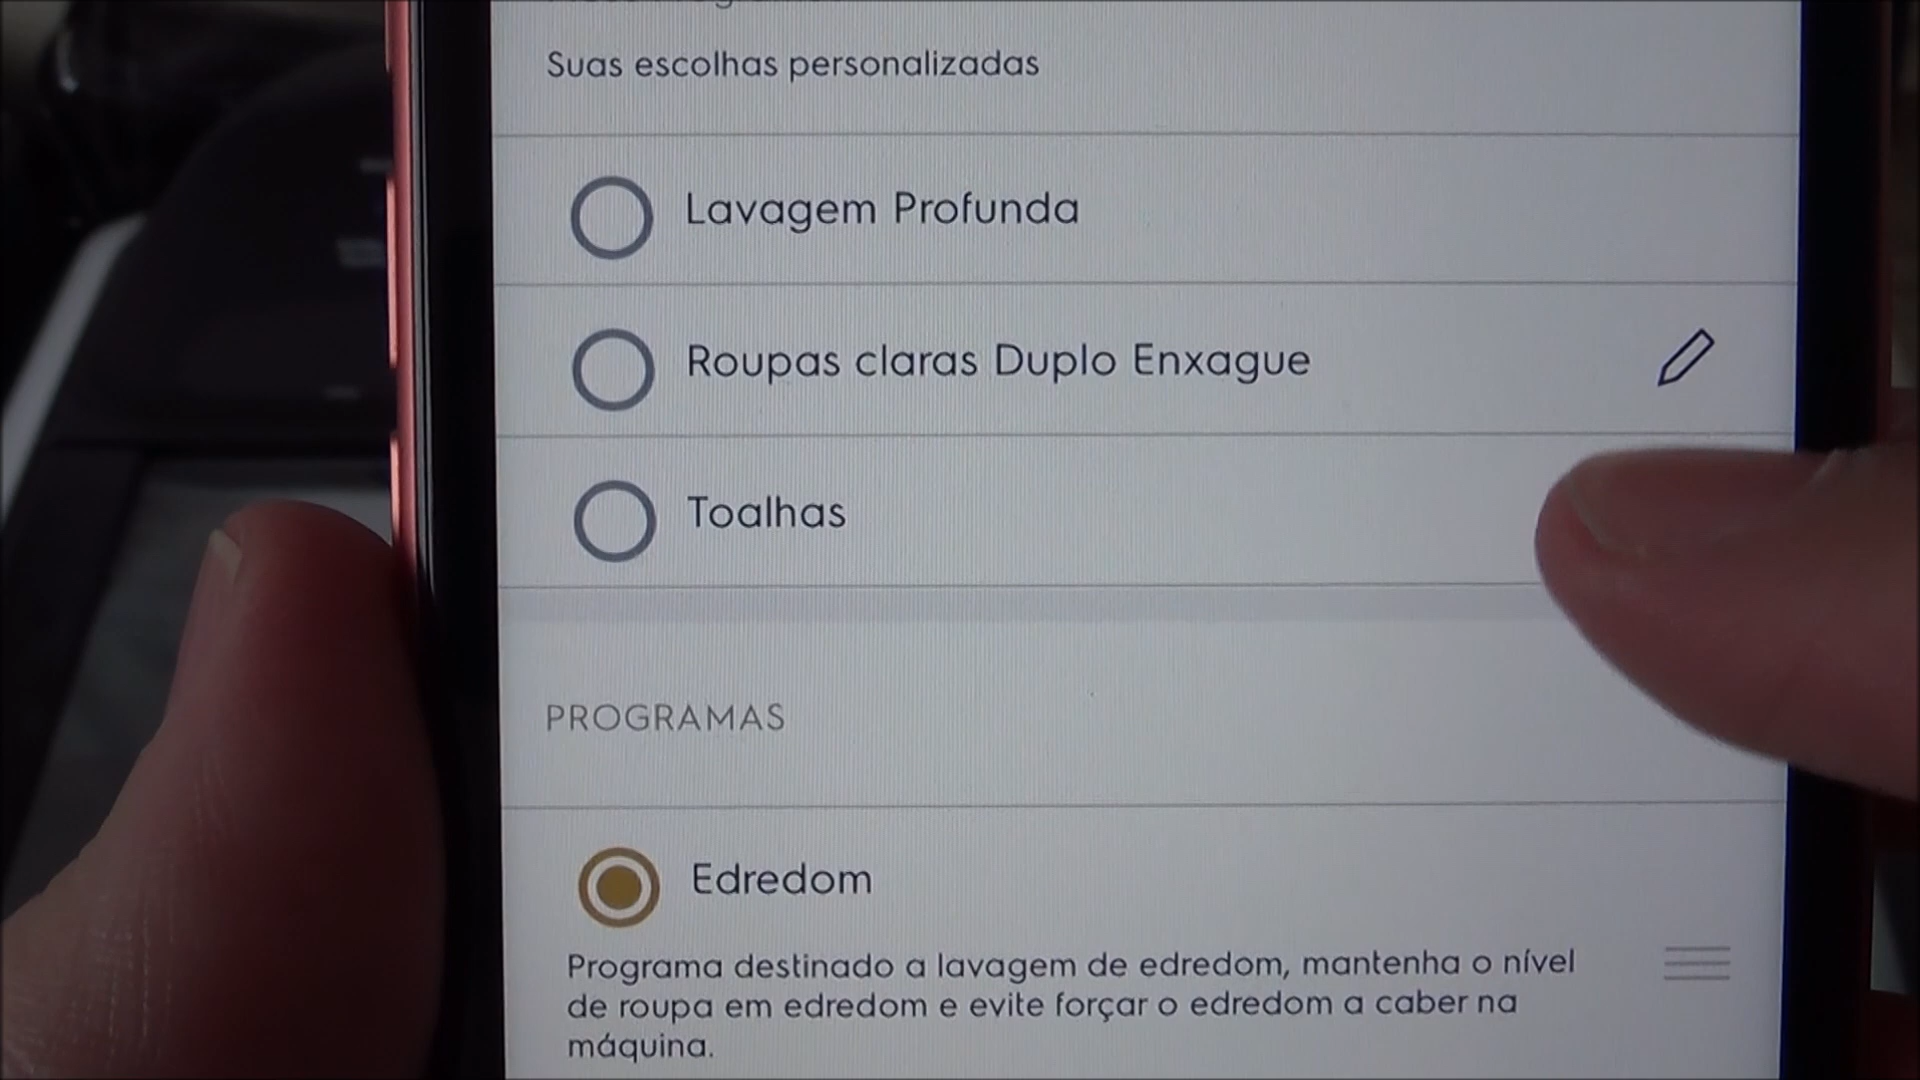 Suas escolhas personalizadas
Lavagem Profunda
Roupas claras Duplo Enxague
Toalhas
PROGRAMAS
Edredom
Programa destinado a lavagem de edredom, mantenha o nível
de roupa em edredom e evite forçar o edredom a caber na
máquina.